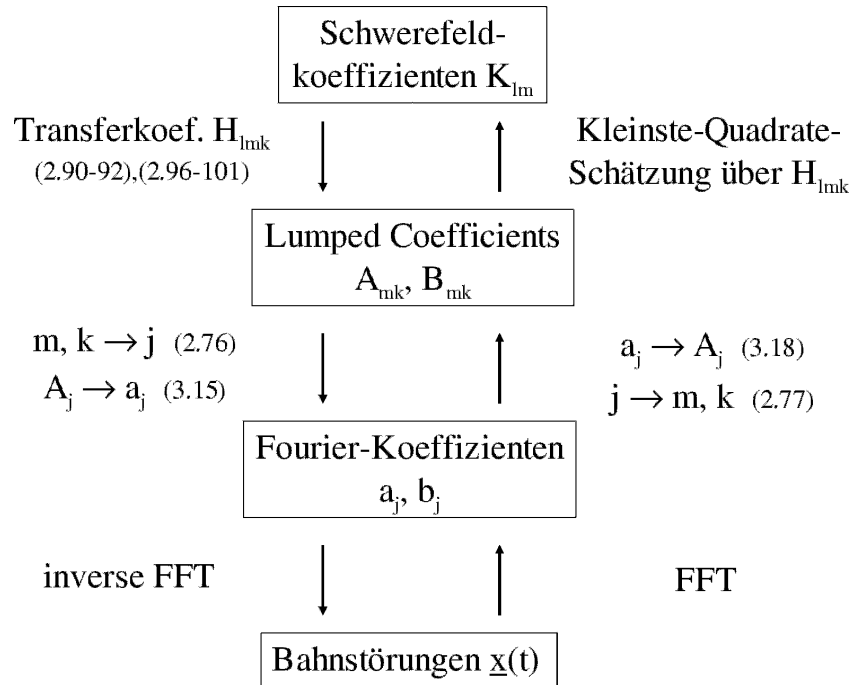 Schwerefeld-
koeffizienten K_lm
Transferkoef. H_lmk
(2.90-92),(2.96-101)
Kleinste-Quadrate-
Schätzung über H_lmk
Lumped Coefficients
A_mk, B_mk
m, k → j (2.76)
A_j → a_j (3.15)
a_j → A_j (3.18)
j → m, k (2.77)
Fourier-Koeffizienten
a_j, b_j
inverse FFT
FFT
Bahnstörungen x(t)